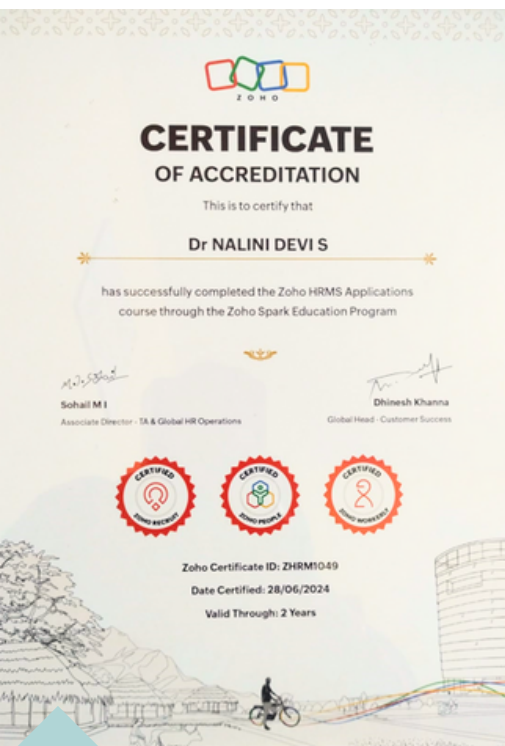 ZOHO
CERTIFICATE
OF ACCREDITATION
This is to certify that
Dr NALINI DEVI S
has successfully completed the Zoho HRMS Applications
course through the Zoho Spark Education Program
Sohail M I
Associate Director - TA & Global HR Operations
Dhinesh Khanna
Global Head - Customer Success
CERTIFIED
ZOHO RECRUIT
CERTIFIED
ZOHO PEOPLE
CERTIFIED
ZOHO WORKERLY
Zoho Certificate ID: ZHRM1049
Date Certified: 28/06/2024
Valid Through: 2 Years